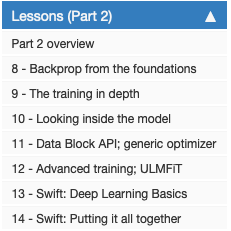 Lessons (Part 2) ▲
Part 2 overview
8 - Backprop from the foundations
9 - The training in depth
10 - Looking inside the model
11 - Data Block API; generic optimizer
12 - Advanced training; ULMFiT
13 - Swift: Deep Learning Basics
14 - Swift: Putting it all together